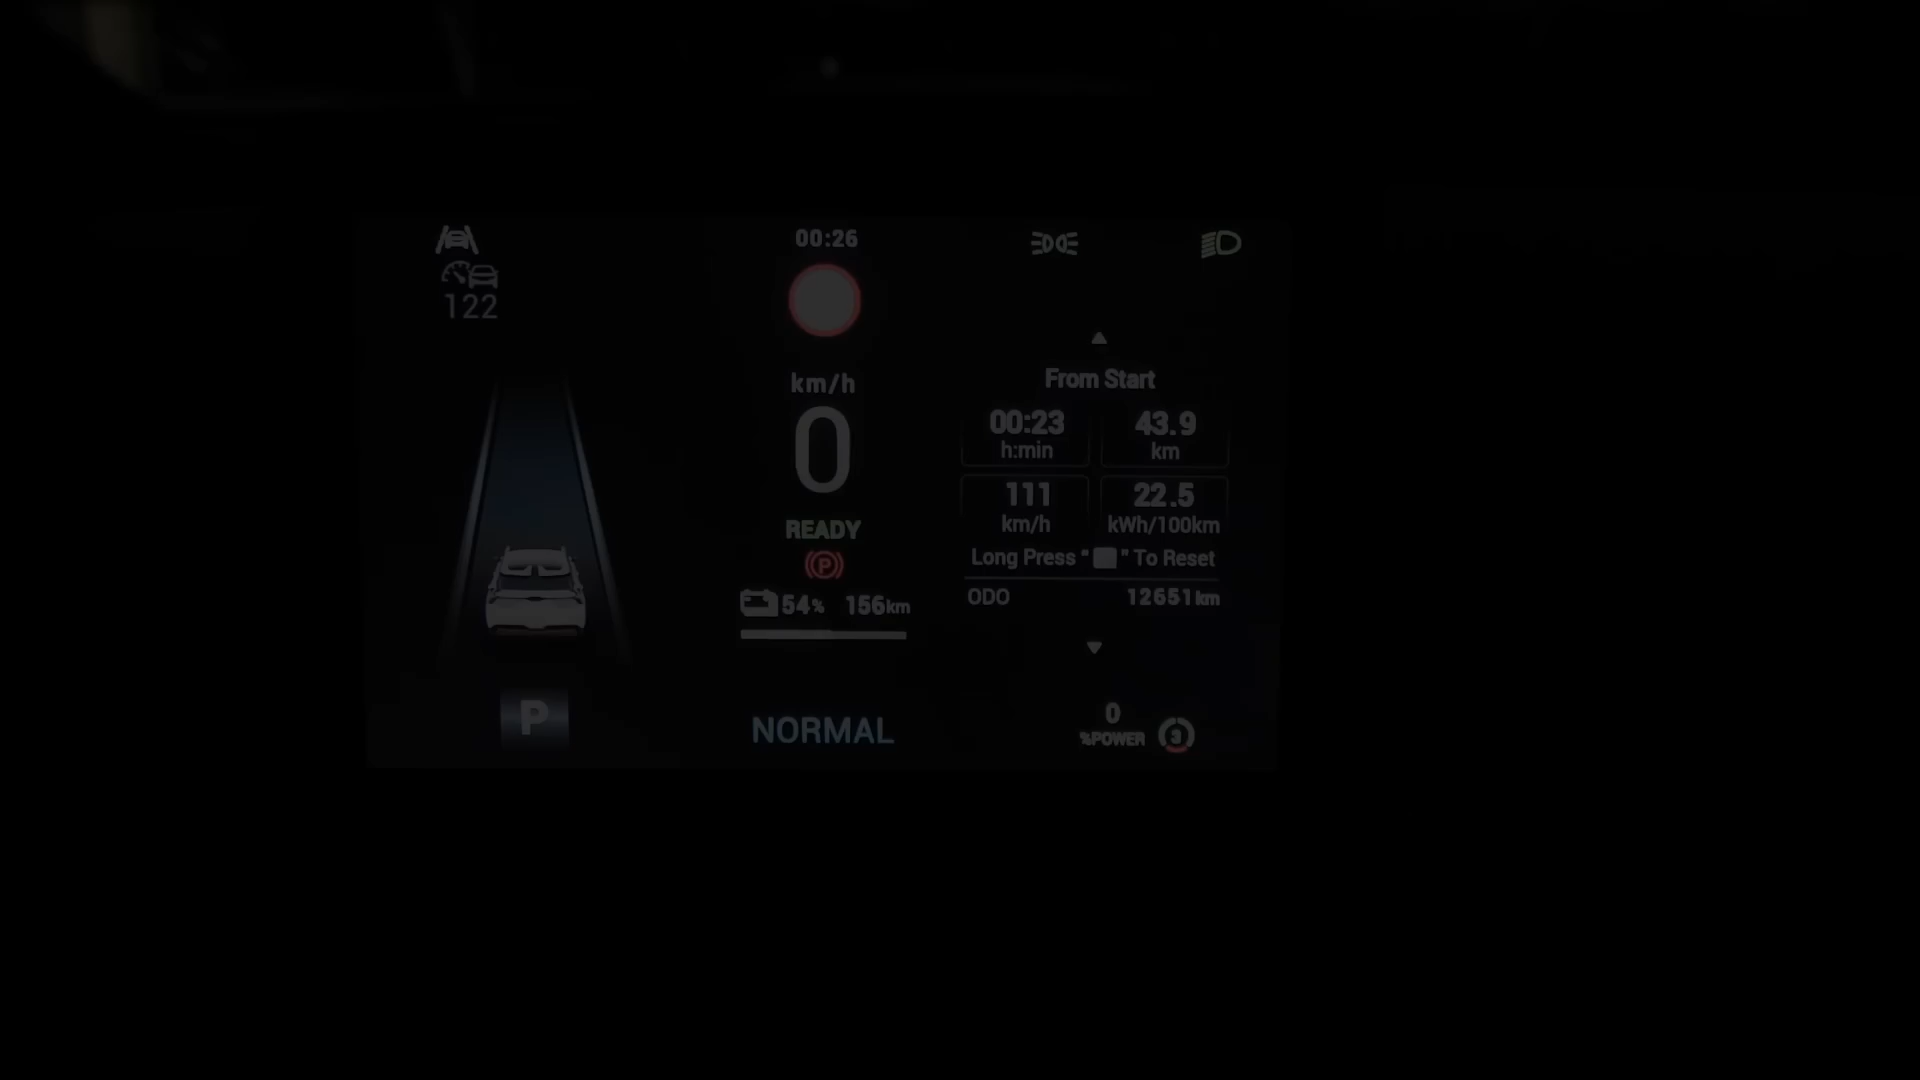 00:26
122
km/h
0
READY
P
54% 156km
P
NORMAL
From Start
00:23 43.9
h:min km
111 22.5
km/h kWh/100km
Long Press " " To Reset
ODO 12651km
0
%POWER 3